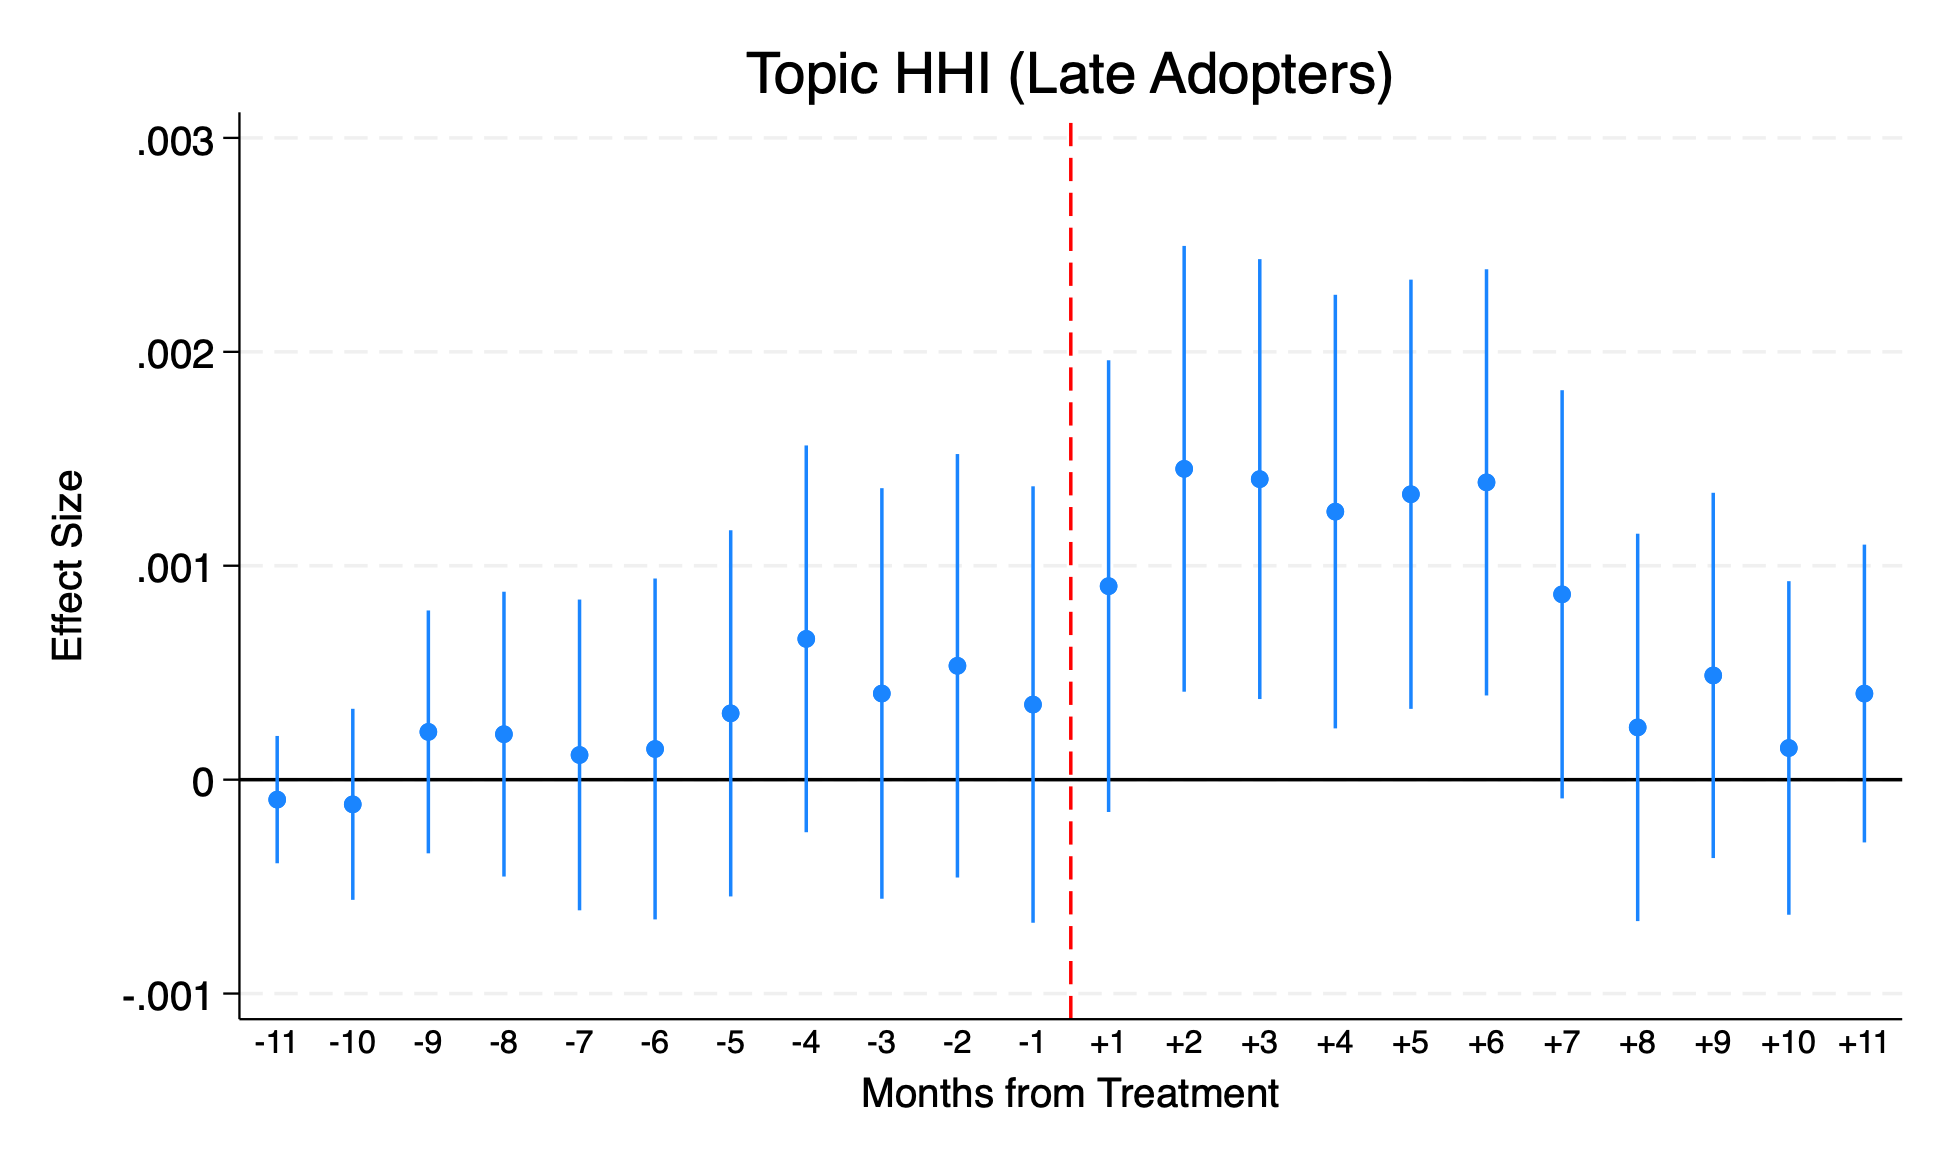 Topic HHI (Late Adopters)
.003
.002
.001
0
-.001
Effect Size
-11 -10 -9 -8 -7 -6 -5 -4 -3 -2 -1 +1 +2 +3 +4 +5 +6 +7 +8 +9 +10 +11
Months from Treatment